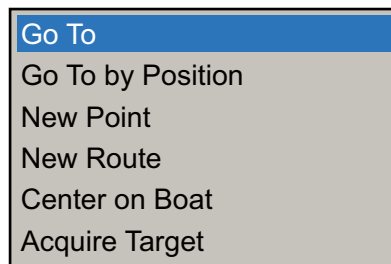 Go To
Go To by Position
New Point
New Route
Center on Boat
Acquire Target